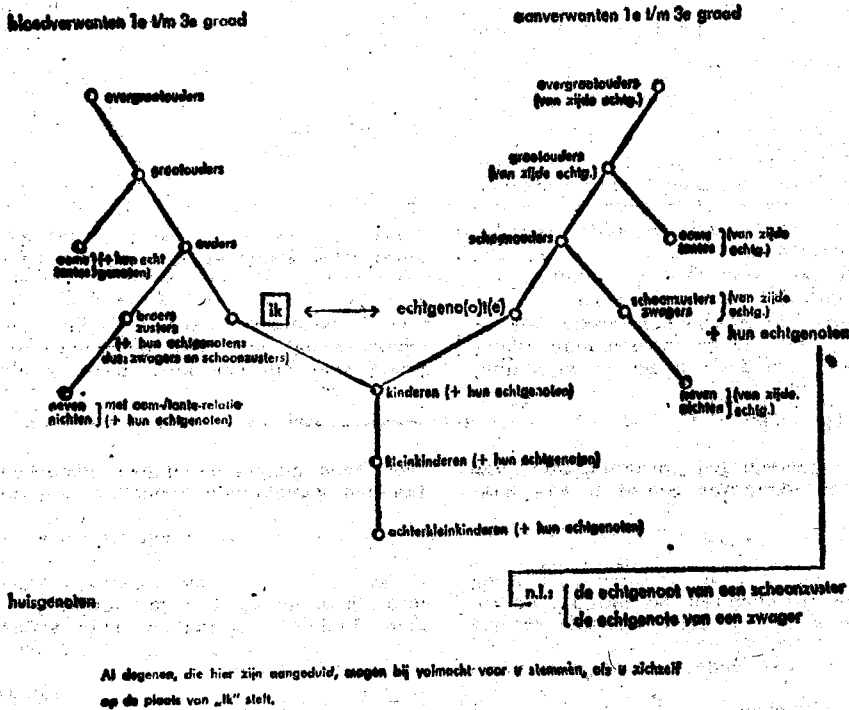 bloedverwanten 1e t/m 3e graad
aanverwanten 1e t/m 3e graad
overgrootouders
overgrootouders
(van zijde echtg.)
grootouders
grootouders
(van zijde echtg.)
ooms
tantes
(+ hun echt
genoten)
ouders
schoonouders
ooms
tantes
(van zijde
echtg.)
broers
zusters
(+ hun echtgenotens
dus: zwagers en schoonzusters)
ik
echtgeno(o)t(e)
schoonzusters
zwagers
(van zijde
echtg.)
+ hun echtgenoten
neven
nichten
met oom-/tante-relatie
(+ hun echtgenoten)
kinderen (+ hun echtgenoten)
neven
nichten
(van zijde
echtg.)
kleinkinderen (+ hun echtgenoten)
achterkleinkinderen (+ hun echtgenoten)
huisgenoten
n.l.:
de echtgenoot van een schoonzuster
de echtgenote van een zwager
Al degenen, die hier zijn aangeduid, mogen bij volmacht voor u stemmen, als u zichzelf
op de plaats van „ik" stelt.